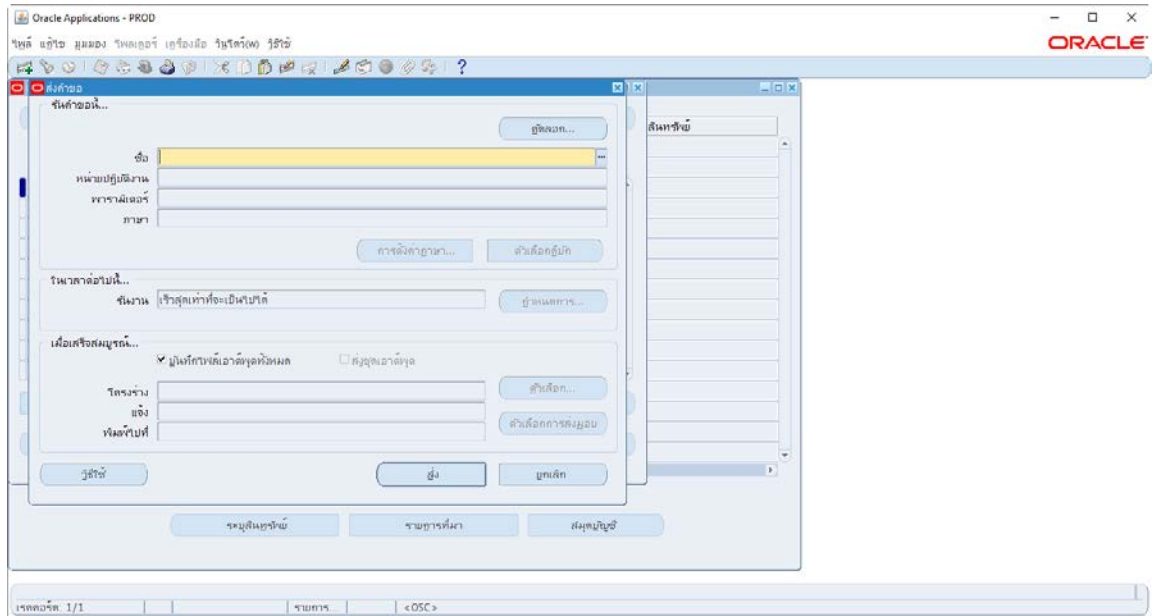 Oracle Applications - PROD
ไฟล์ แก้ไข มุมมอง โฟลเดอร์ เครื่องมือ วินโดว์(W) วิธีใช้
ORACLE
ส่งคำขอ
รันคำขอนี้...
คัดลอก...
สินทรัพย์
ชื่อ
หน่วยปฏิบัติงาน
พารามิเตอร์
ภาษา
การตั้งค่าภาษา...
ตัวเลือกดีบัก
ในเวลาต่อไปนี้...
รันงาน เร็วสุดเท่าที่จะเป็นไปได้
กำหนดการ...
เมื่อเสร็จสมบูรณ์...
บันทึกไฟล์เอาต์พุตทั้งหมด
ส่งชุดเอาต์พุต
โครงร่าง
ตัวเลือก...
แจ้ง
ตัวเลือกการส่งมอบ
พิมพ์ไปที่
วิธีใช้
ส่ง
ยกเลิก
ระบุสินทรัพย์
รายการที่มา
สมุดบัญชี
เรคคอร์ด: 1/1
รายการ...
<OSC>